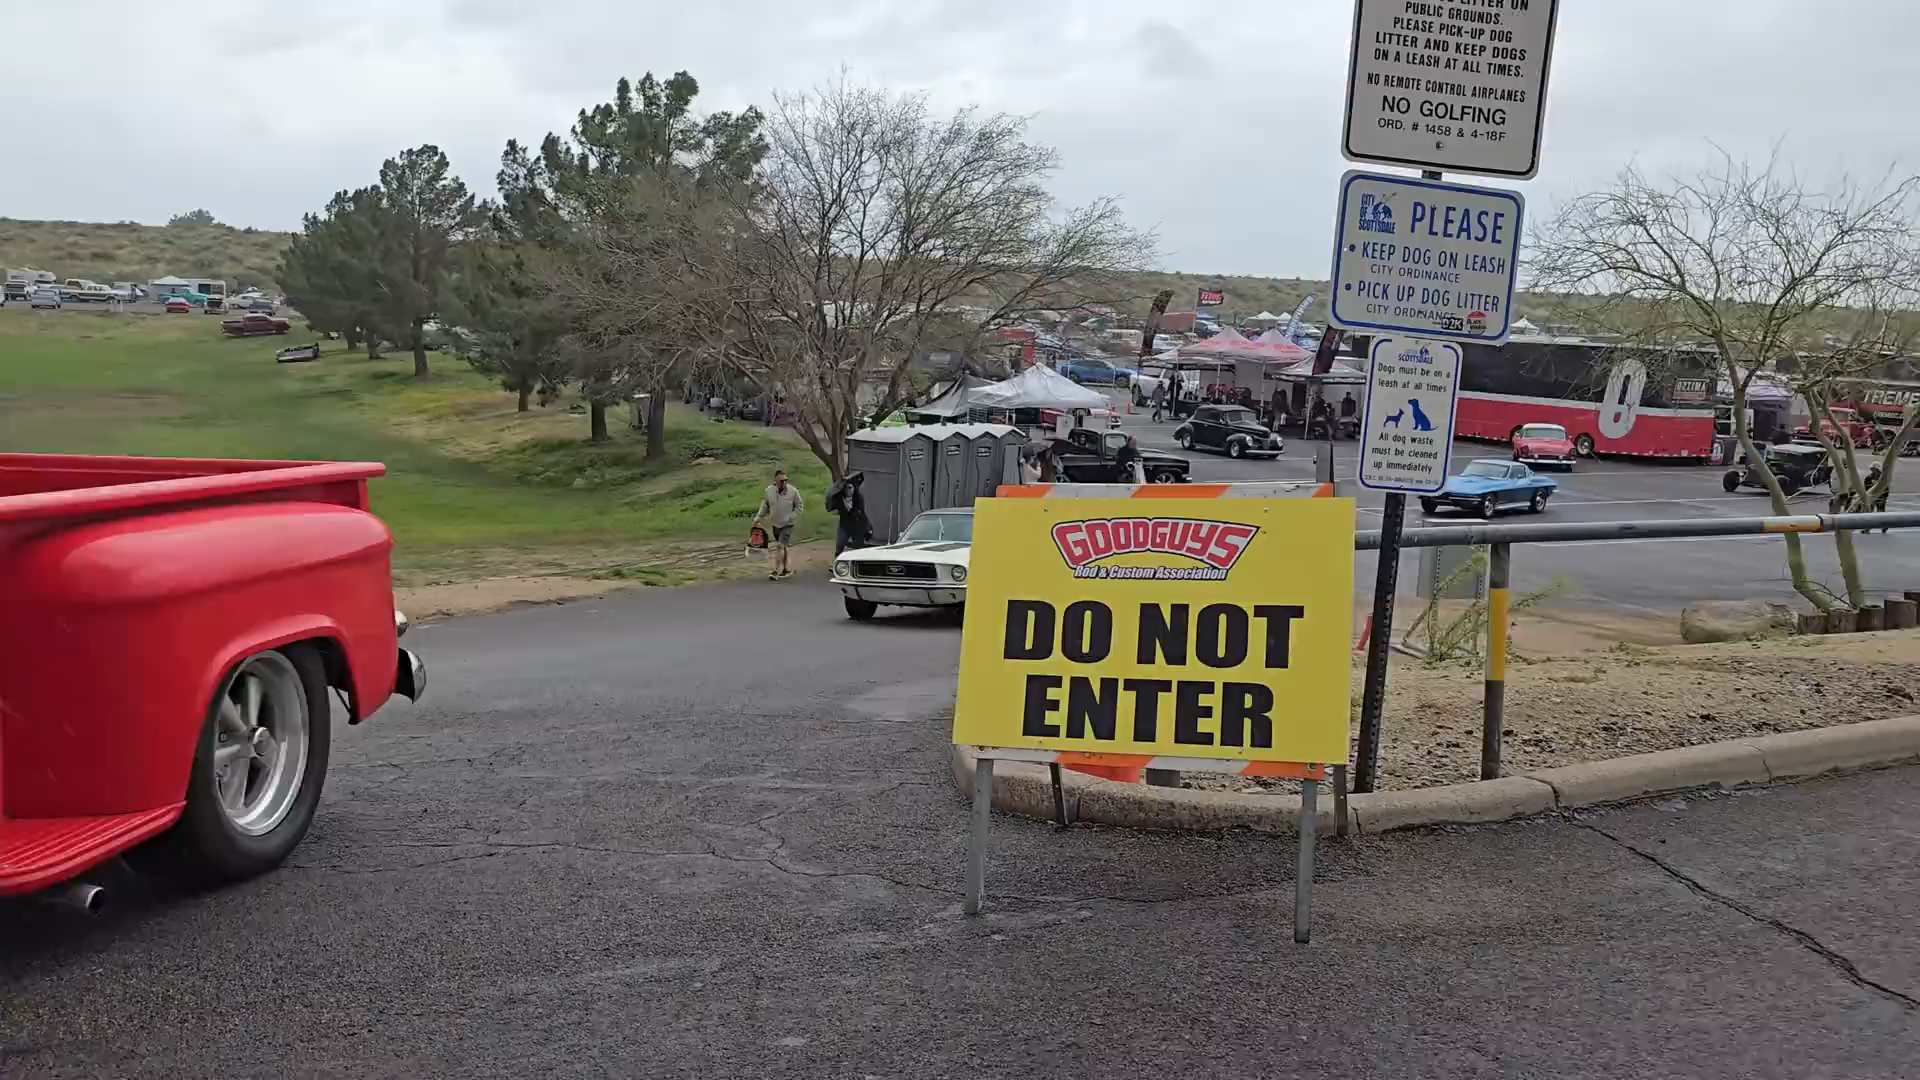 PUBLIC GROUNDS.
PLEASE PICK-UP DOG
LITTER AND KEEP DOGS
ON A LEASH AT ALL TIMES.
NO REMOTE CONTROL AIRPLANES
NO GOLFING
ORD. # 1458 & 4-18F
CITY
OF
SCOTTSDALE
PLEASE
• KEEP DOG ON LEASH
CITY ORDINANCE
• PICK UP DOG LITTER
CITY ORDINANCE
SCOTTSDALE
Dogs must be on a
leash at all times
All dog waste
must be cleaned
up immediately
GOODGUYS
Rod & Custom Association
DO NOT
ENTER